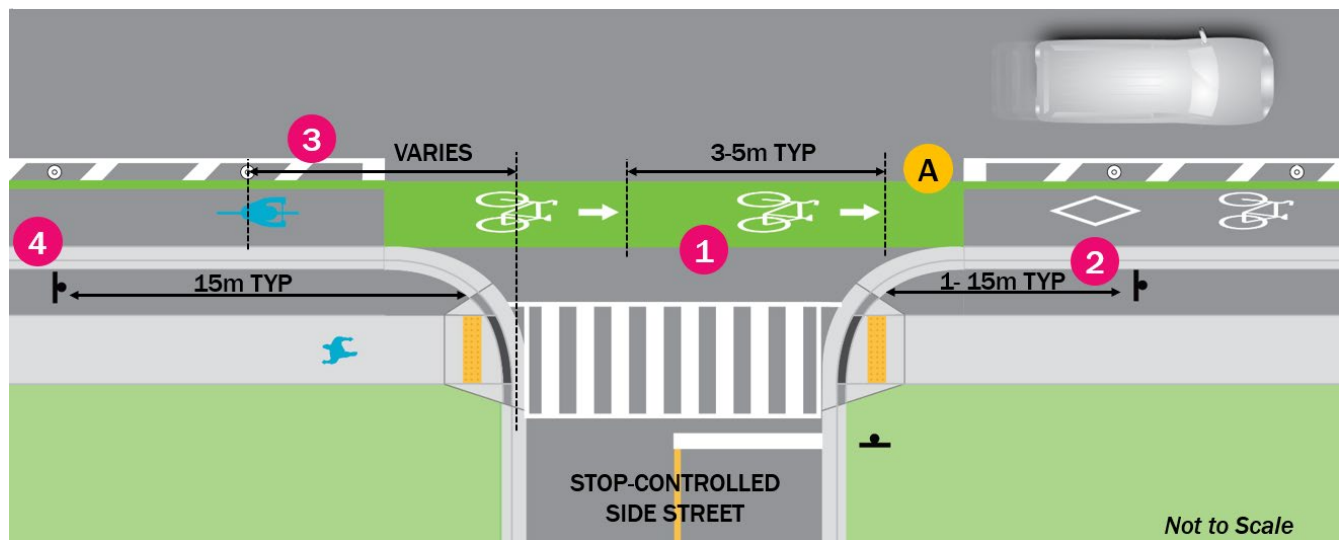 3
VARIES
3-5m TYP
A
1
4
15m TYP
2
1- 15m TYP
STOP-CONTROLLED
SIDE STREET
Not to Scale